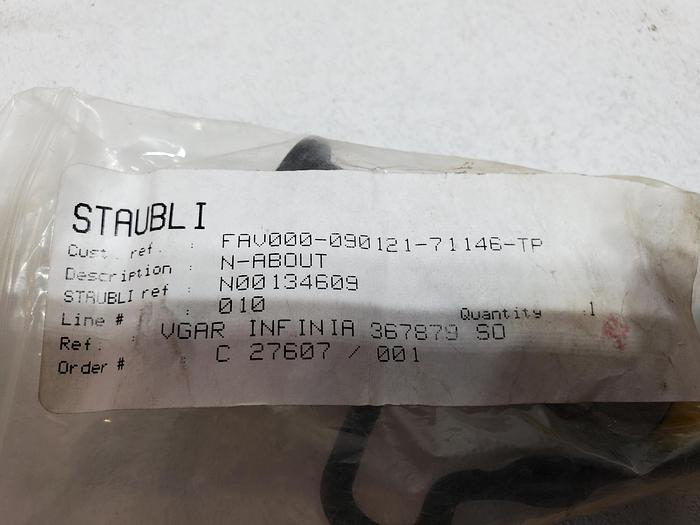 STAUBLI
Cust. ref. : FAV000-090121-71146-TP
Description : N-ABOUT
STAUBLI ref : N00134609
Line # : 010 Quantity :1
Ref. : VGAR INFINIA 367879 SO
Order # : C 27607 / 001